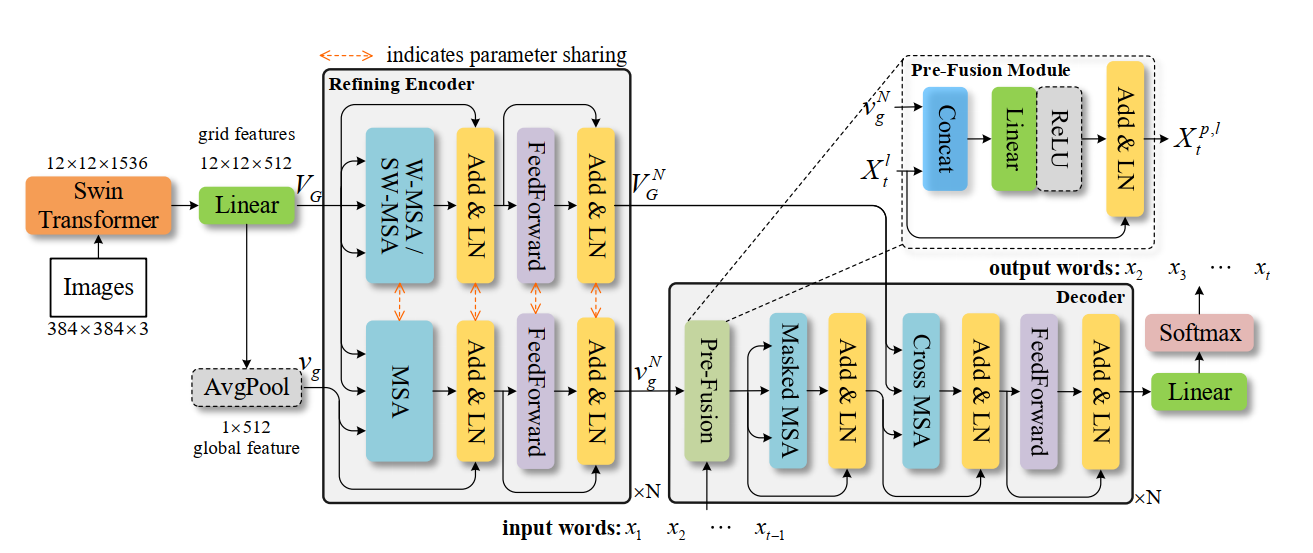 indicates parameter sharing
Refining Encoder
grid features
12×12×1536
12×12×512
Swin
Transformer
Linear
V_G
Images
384×384×3
AvgPool
v_g
1×512
global feature
W-MSA /
SW-MSA
Add & LN
FeedForward
Add & LN
V_G^N
MSA
Add & LN
FeedForward
Add & LN
v_g^N
×N
Pre-Fusion Module
v_g^N
X_t^l
Concat
Linear
ReLU
Add & LN
X_t^{p,l}
output words: x_2 x_3 ⋯ x_t
Decoder
Pre-Fusion
Masked MSA
Add & LN
Cross MSA
Add & LN
FeedForward
Add & LN
Softmax
Linear
×N
input words: x_1 x_2 ⋯ x_{t−1}